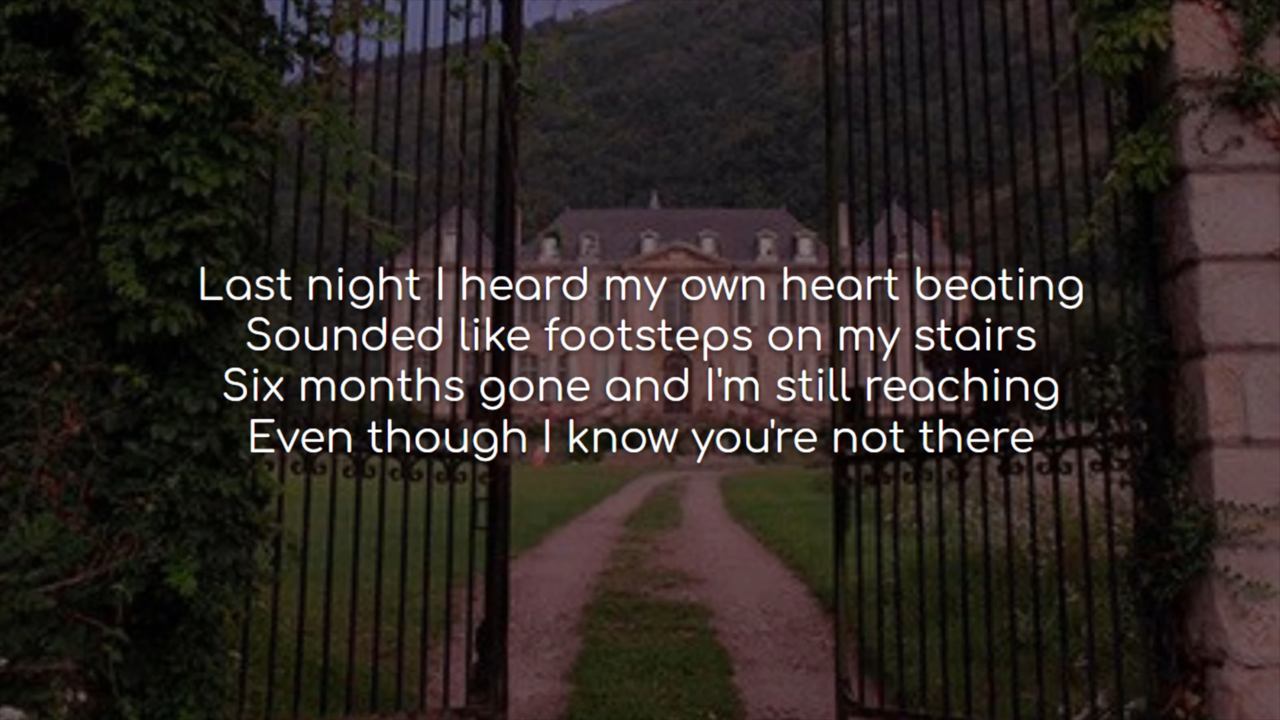 Last night I heard my own heart beating
Sounded like footsteps on my stairs
Six months gone and I'm still reaching
Even though I know you're not there